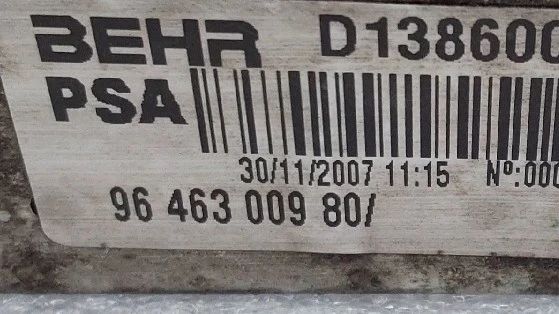 BEHR D138600
PSA
30/11/2007 11:15 Nº:000
96 463 009 80/